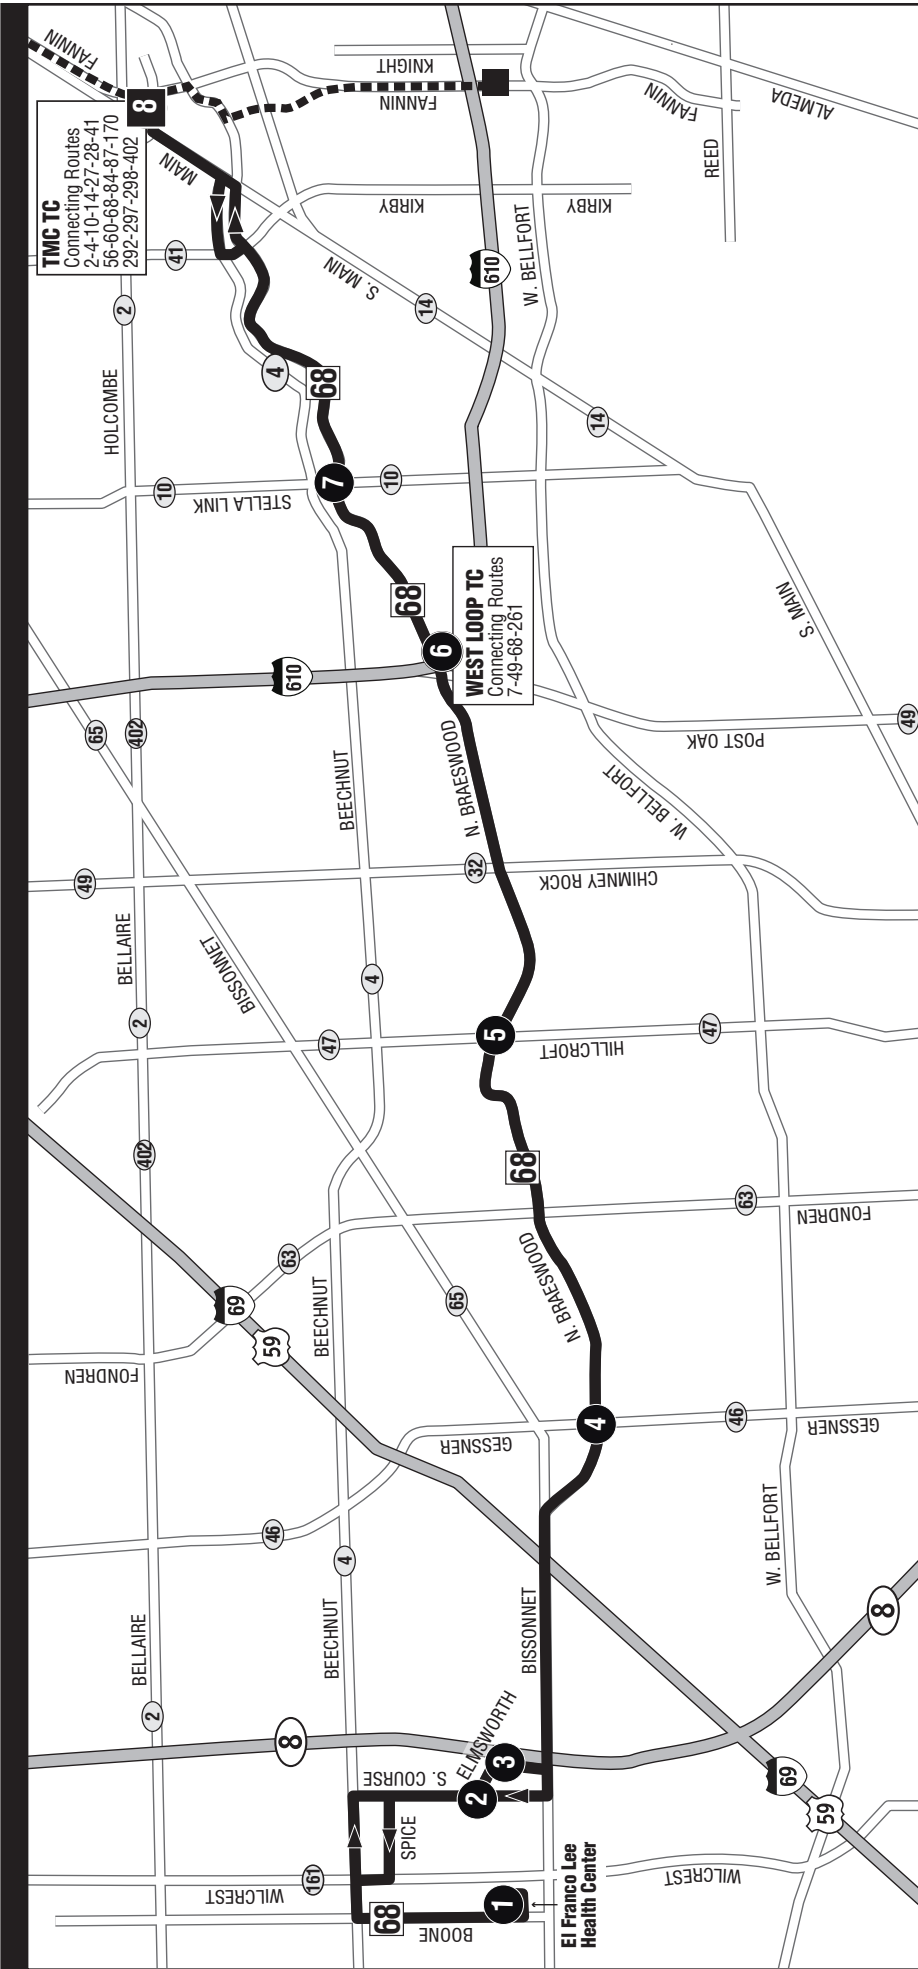 TMC TC
Connecting Routes
2-4-10-14-27-28-41
56-60-68-84-87-170
292-297-298-402
8
FANNIN
MAIN
KNIGHT
FANNIN
FANNIN
ALMEDA
REED
KIRBY
KIRBY
41
2
HOLCOMBE
S. MAIN
14
610
W. BELLFORT
4
68
7
10
STELLA LINK
10
14
68
6
WEST LOOP TC
Connecting Routes
7-49-68-261
610
65
402
BEECHNUT
N. BRAESWOOD
POST OAK
49
S. MAIN
W. BELLFORT
49
BELLAIRE
BISSONNET
32
CHIMNEY ROCK
4
2
47
5
HILLCROFT
47
402
68
63
FONDREN
63
69
59
BEECHNUT
65
N. BRAESWOOD
FONDREN
GESSNER
4
46
GESSNER
46
4
BISSONNET
W. BELLFORT
8
BELLAIRE
BEECHNUT
2
8
ELMSWORTH
3
S. COURSE
2
SPICE
69
59
161
WILCREST
WILCREST
68
BOONE
1
El Franco Lee
Health Center